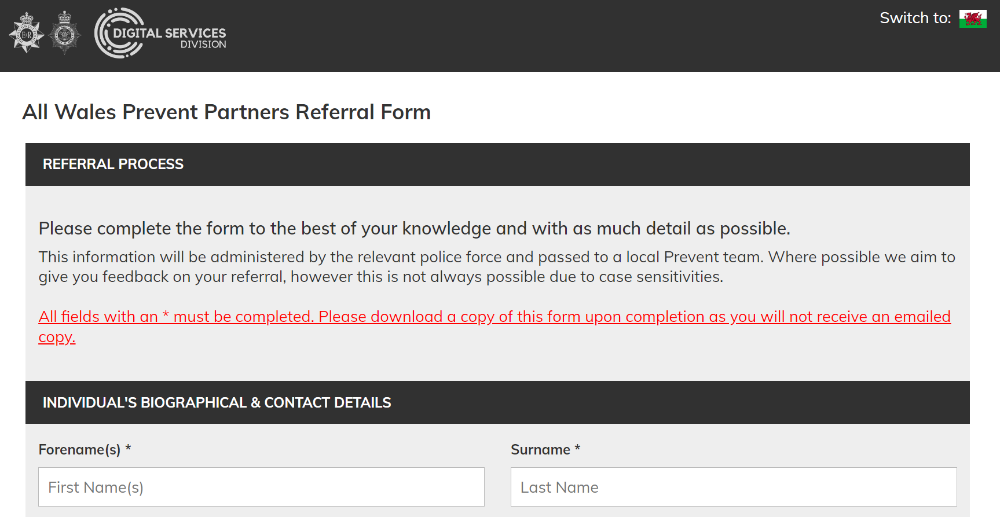 DIGITAL SERVICES
DIVISION
Switch to:
All Wales Prevent Partners Referral Form
REFERRAL PROCESS
Please complete the form to the best of your knowledge and with as much detail as possible.
This information will be administered by the relevant police force and passed to a local Prevent team. Where possible we aim to
give you feedback on your referral, however this is not always possible due to case sensitivities.
All fields with an * must be completed. Please download a copy of this form upon completion as you will not receive an emailed
copy.
INDIVIDUAL'S BIOGRAPHICAL & CONTACT DETAILS
Forename(s) *
Surname *
First Name(s)
Last Name